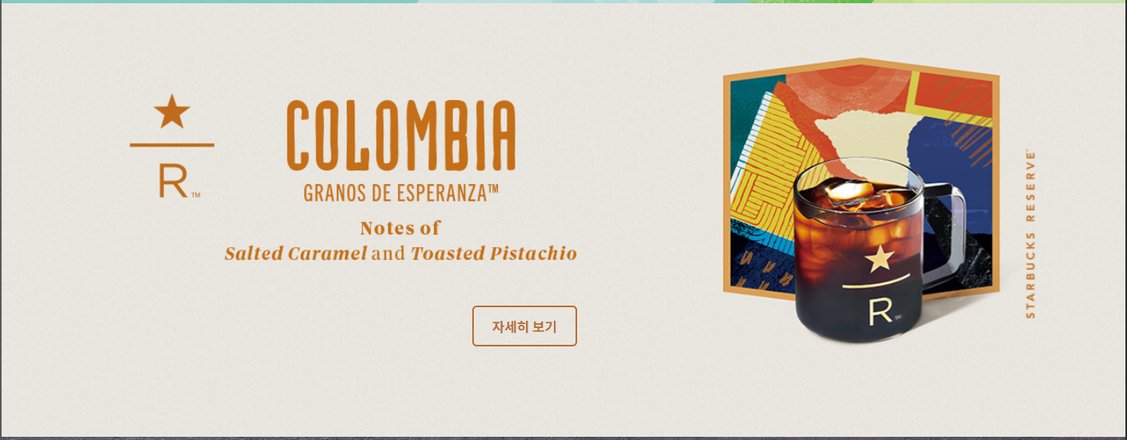 R™
COLOMBIA
GRANOS DE ESPERANZA™
Notes of
Salted Caramel and Toasted Pistachio
자세히 보기
R™
STARBUCKS RESERVE™